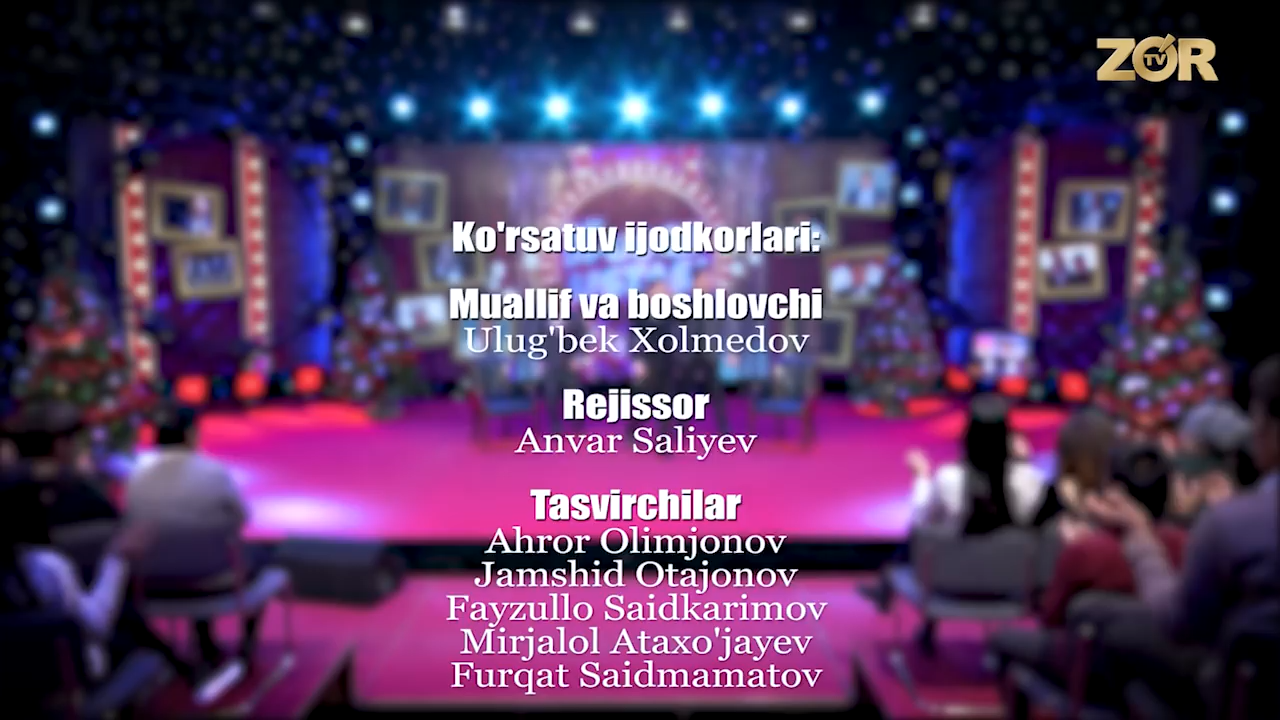 ZO'R
TV
Ko'rsatuv ijodkorlari:
Muallif va boshlovchi
Ulug'bek Xolmedov
Rejissor
Anvar Saliyev
Tasvirchilar
Ahror Olimjonov
Jamshid Otajonov
Fayzullo Saidkarimov
Mirjalol Ataxo'jayev
Furqat Saidmamatov